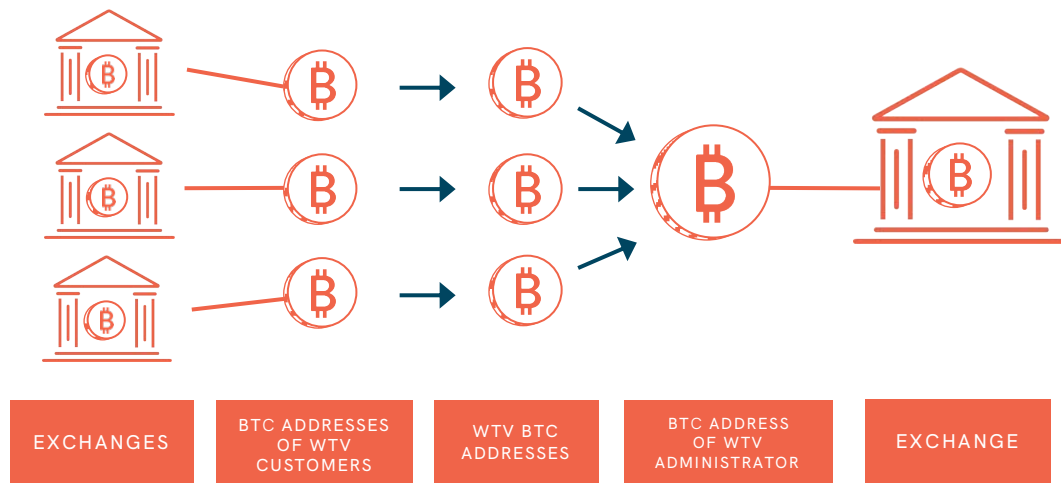 EXCHANGES
BTC ADDRESSES
OF WTV
CUSTOMERS
WTV BTC
ADDRESSES
BTC ADDRESS
OF WTV
ADMINISTRATOR
EXCHANGE